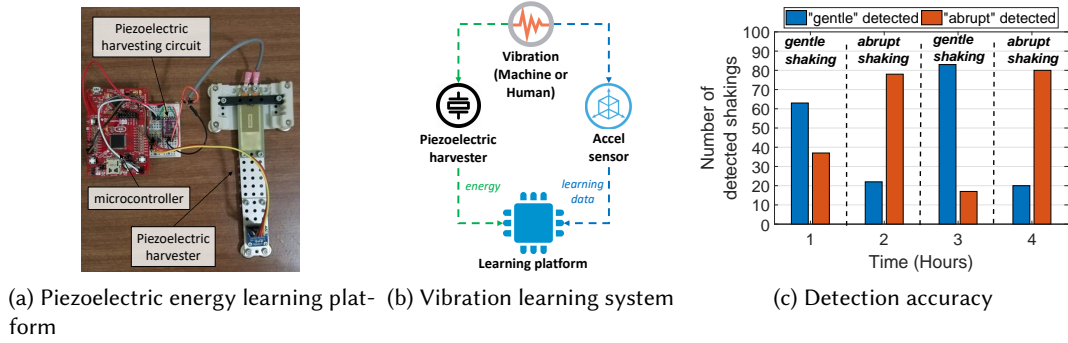 Piezoelectric
harvesting circuit
microcontroller
Piezoelectric
harvester
(a) Piezoelectric energy learning plat-
form
Vibration
(Machine or
Human)
Piezoelectric
harvester
Accel
sensor
energy
learning
data
Learning platform
(b) Vibration learning system
"gentle" detected
"abrupt" detected
gentle
shaking
abrupt
shaking
gentle
shaking
abrupt
shaking
Number of
detected shakings
100
90
80
70
60
50
40
30
20
10
0
1 2 3 4
Time (Hours)
(c) Detection accuracy